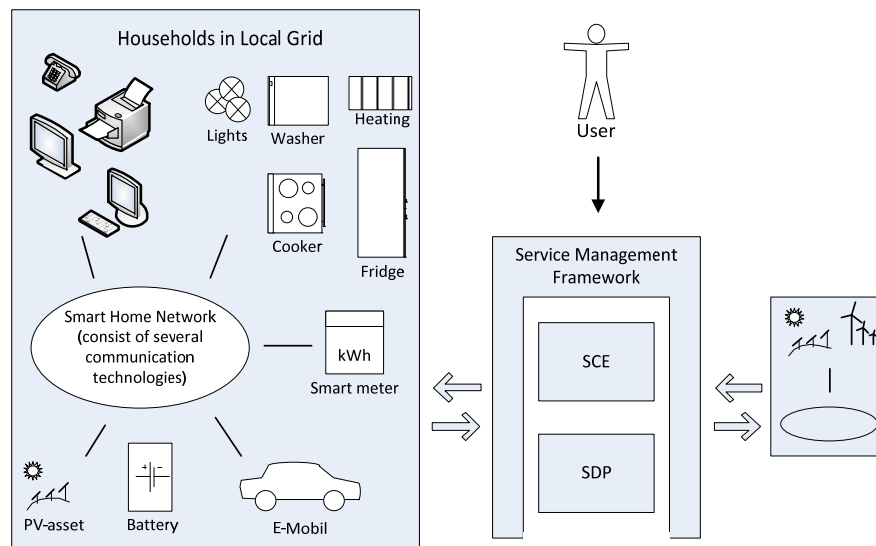 Households in Local Grid
Lights
Washer
Heating
Cooker
Fridge
Smart Home Network
(consist of several
communication
technologies)
kWh
Smart meter
PV-asset
+ -
Battery
E-Mobil
User
Service Management
Framework
SCE
SDP